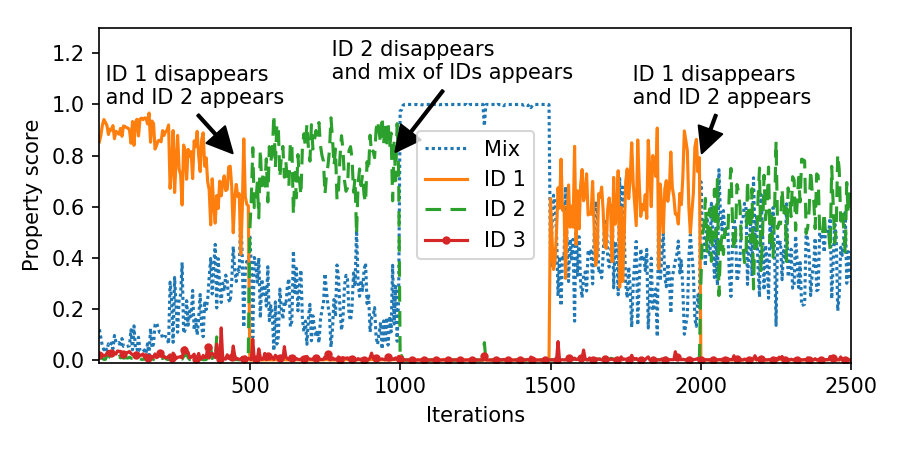 ID 2 disappears
and mix of IDs appears
ID 1 disappears
and ID 2 appears
ID 1 disappears
and ID 2 appears
Property score
1.2
1.0
0.8
0.6
0.4
0.2
0.0
Mix
ID 1
ID 2
ID 3
500
1000
1500
2000
2500
Iterations